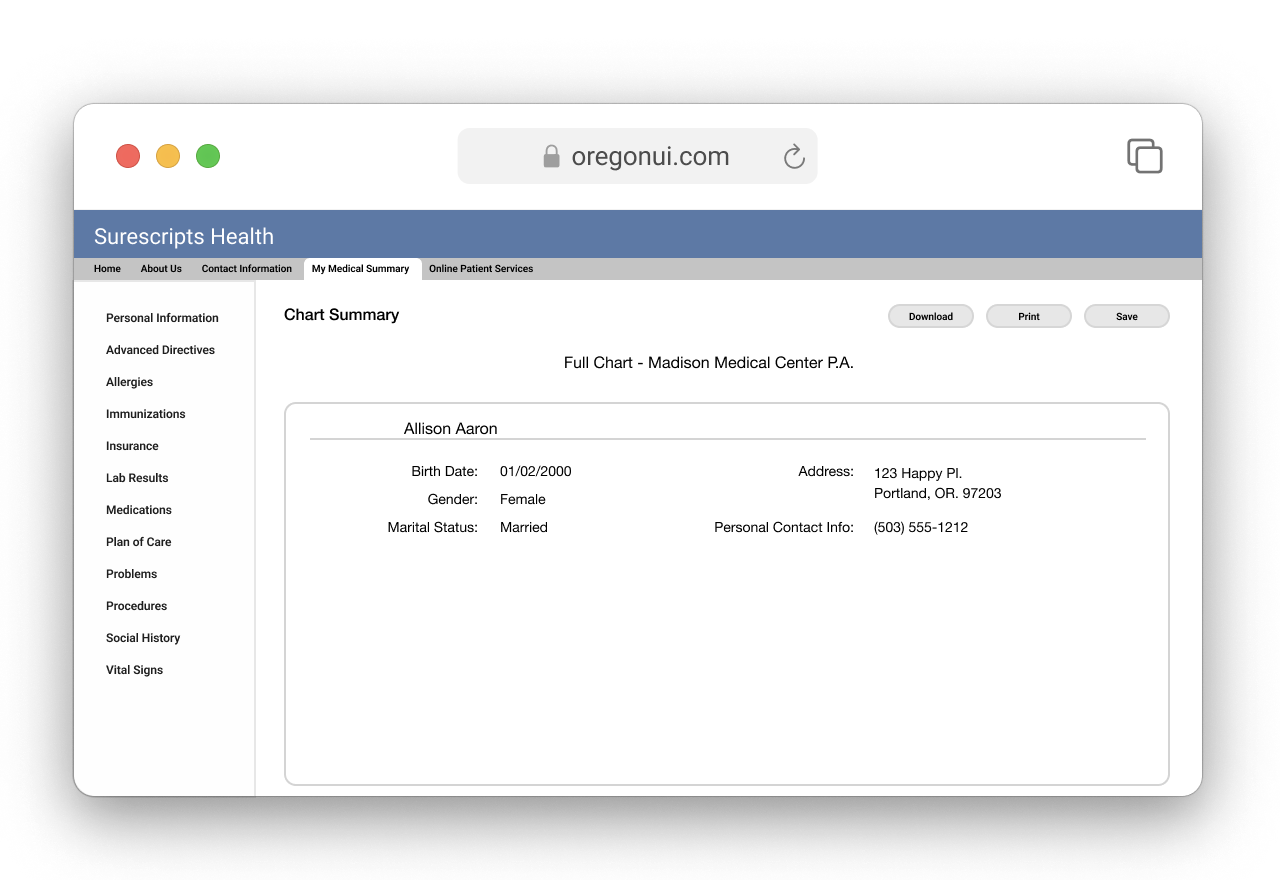 oregonui.com
Surescripts Health
Home About Us Contact Information My Medical Summary Online Patient Services
Personal Information
Advanced Directives
Allergies
Immunizations
Insurance
Lab Results
Medications
Plan of Care
Problems
Procedures
Social History
Vital Signs
Chart Summary
Download Print Save
Full Chart - Madison Medical Center P.A.
Allison Aaron
Birth Date: 01/02/2000
Gender: Female
Marital Status: Married
Address: 123 Happy Pl.
Portland, OR. 97203
Personal Contact Info: (503) 555-1212